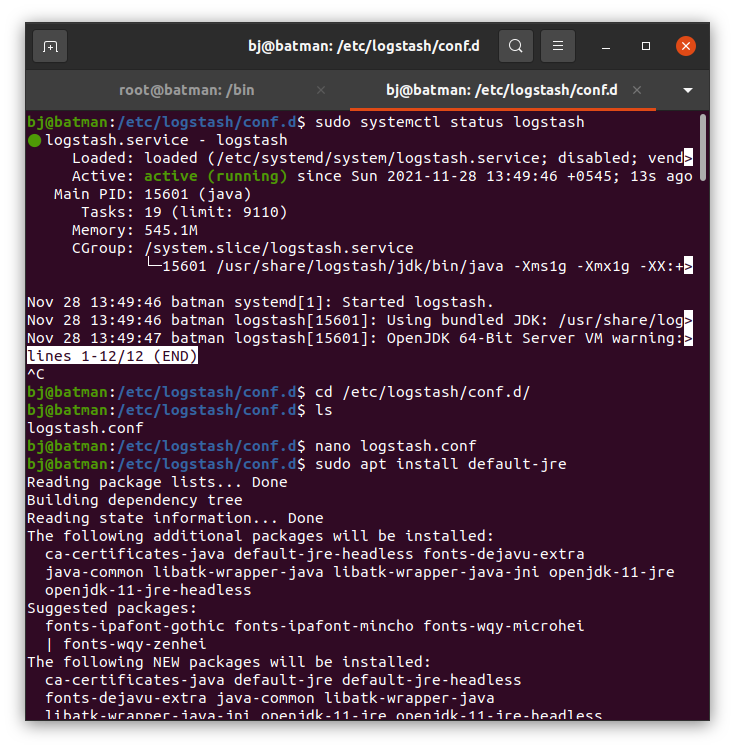 bj@batman: /etc/logstash/conf.d
root@batman: /bin
bj@batman: /etc/logstash/conf.d
bj@batman:/etc/logstash/conf.d$ sudo systemctl status logstash
● logstash.service - logstash
     Loaded: loaded (/etc/systemd/system/logstash.service; disabled; vend>
     Active: active (running) since Sun 2021-11-28 13:49:46 +0545; 13s ago
   Main PID: 15601 (java)
      Tasks: 19 (limit: 9110)
     Memory: 545.1M
     CGroup: /system.slice/logstash.service
             └─15601 /usr/share/logstash/jdk/bin/java -Xms1g -Xmx1g -XX:+>
Nov 28 13:49:46 batman systemd[1]: Started logstash.
Nov 28 13:49:46 batman logstash[15601]: Using bundled JDK: /usr/share/log>
Nov 28 13:49:47 batman logstash[15601]: OpenJDK 64-Bit Server VM warning:>
lines 1-12/12 (END)
^C
bj@batman:/etc/logstash/conf.d$ cd /etc/logstash/conf.d/
bj@batman:/etc/logstash/conf.d$ ls
logstash.conf
bj@batman:/etc/logstash/conf.d$ nano logstash.conf
bj@batman:/etc/logstash/conf.d$ sudo apt install default-jre
Reading package lists... Done
Building dependency tree
Reading state information... Done
The following additional packages will be installed:
  ca-certificates-java default-jre-headless fonts-dejavu-extra
  java-common libatk-wrapper-java libatk-wrapper-java-jni openjdk-11-jre
  openjdk-11-jre-headless
Suggested packages:
  fonts-ipafont-gothic fonts-ipafont-mincho fonts-wqy-microhei
  | fonts-wqy-zenhei
The following NEW packages will be installed:
  ca-certificates-java default-jre default-jre-headless
  fonts-dejavu-extra java-common libatk-wrapper-java
  libatk-wrapper-java-jni openjdk-11-jre openjdk-11-jre-headless